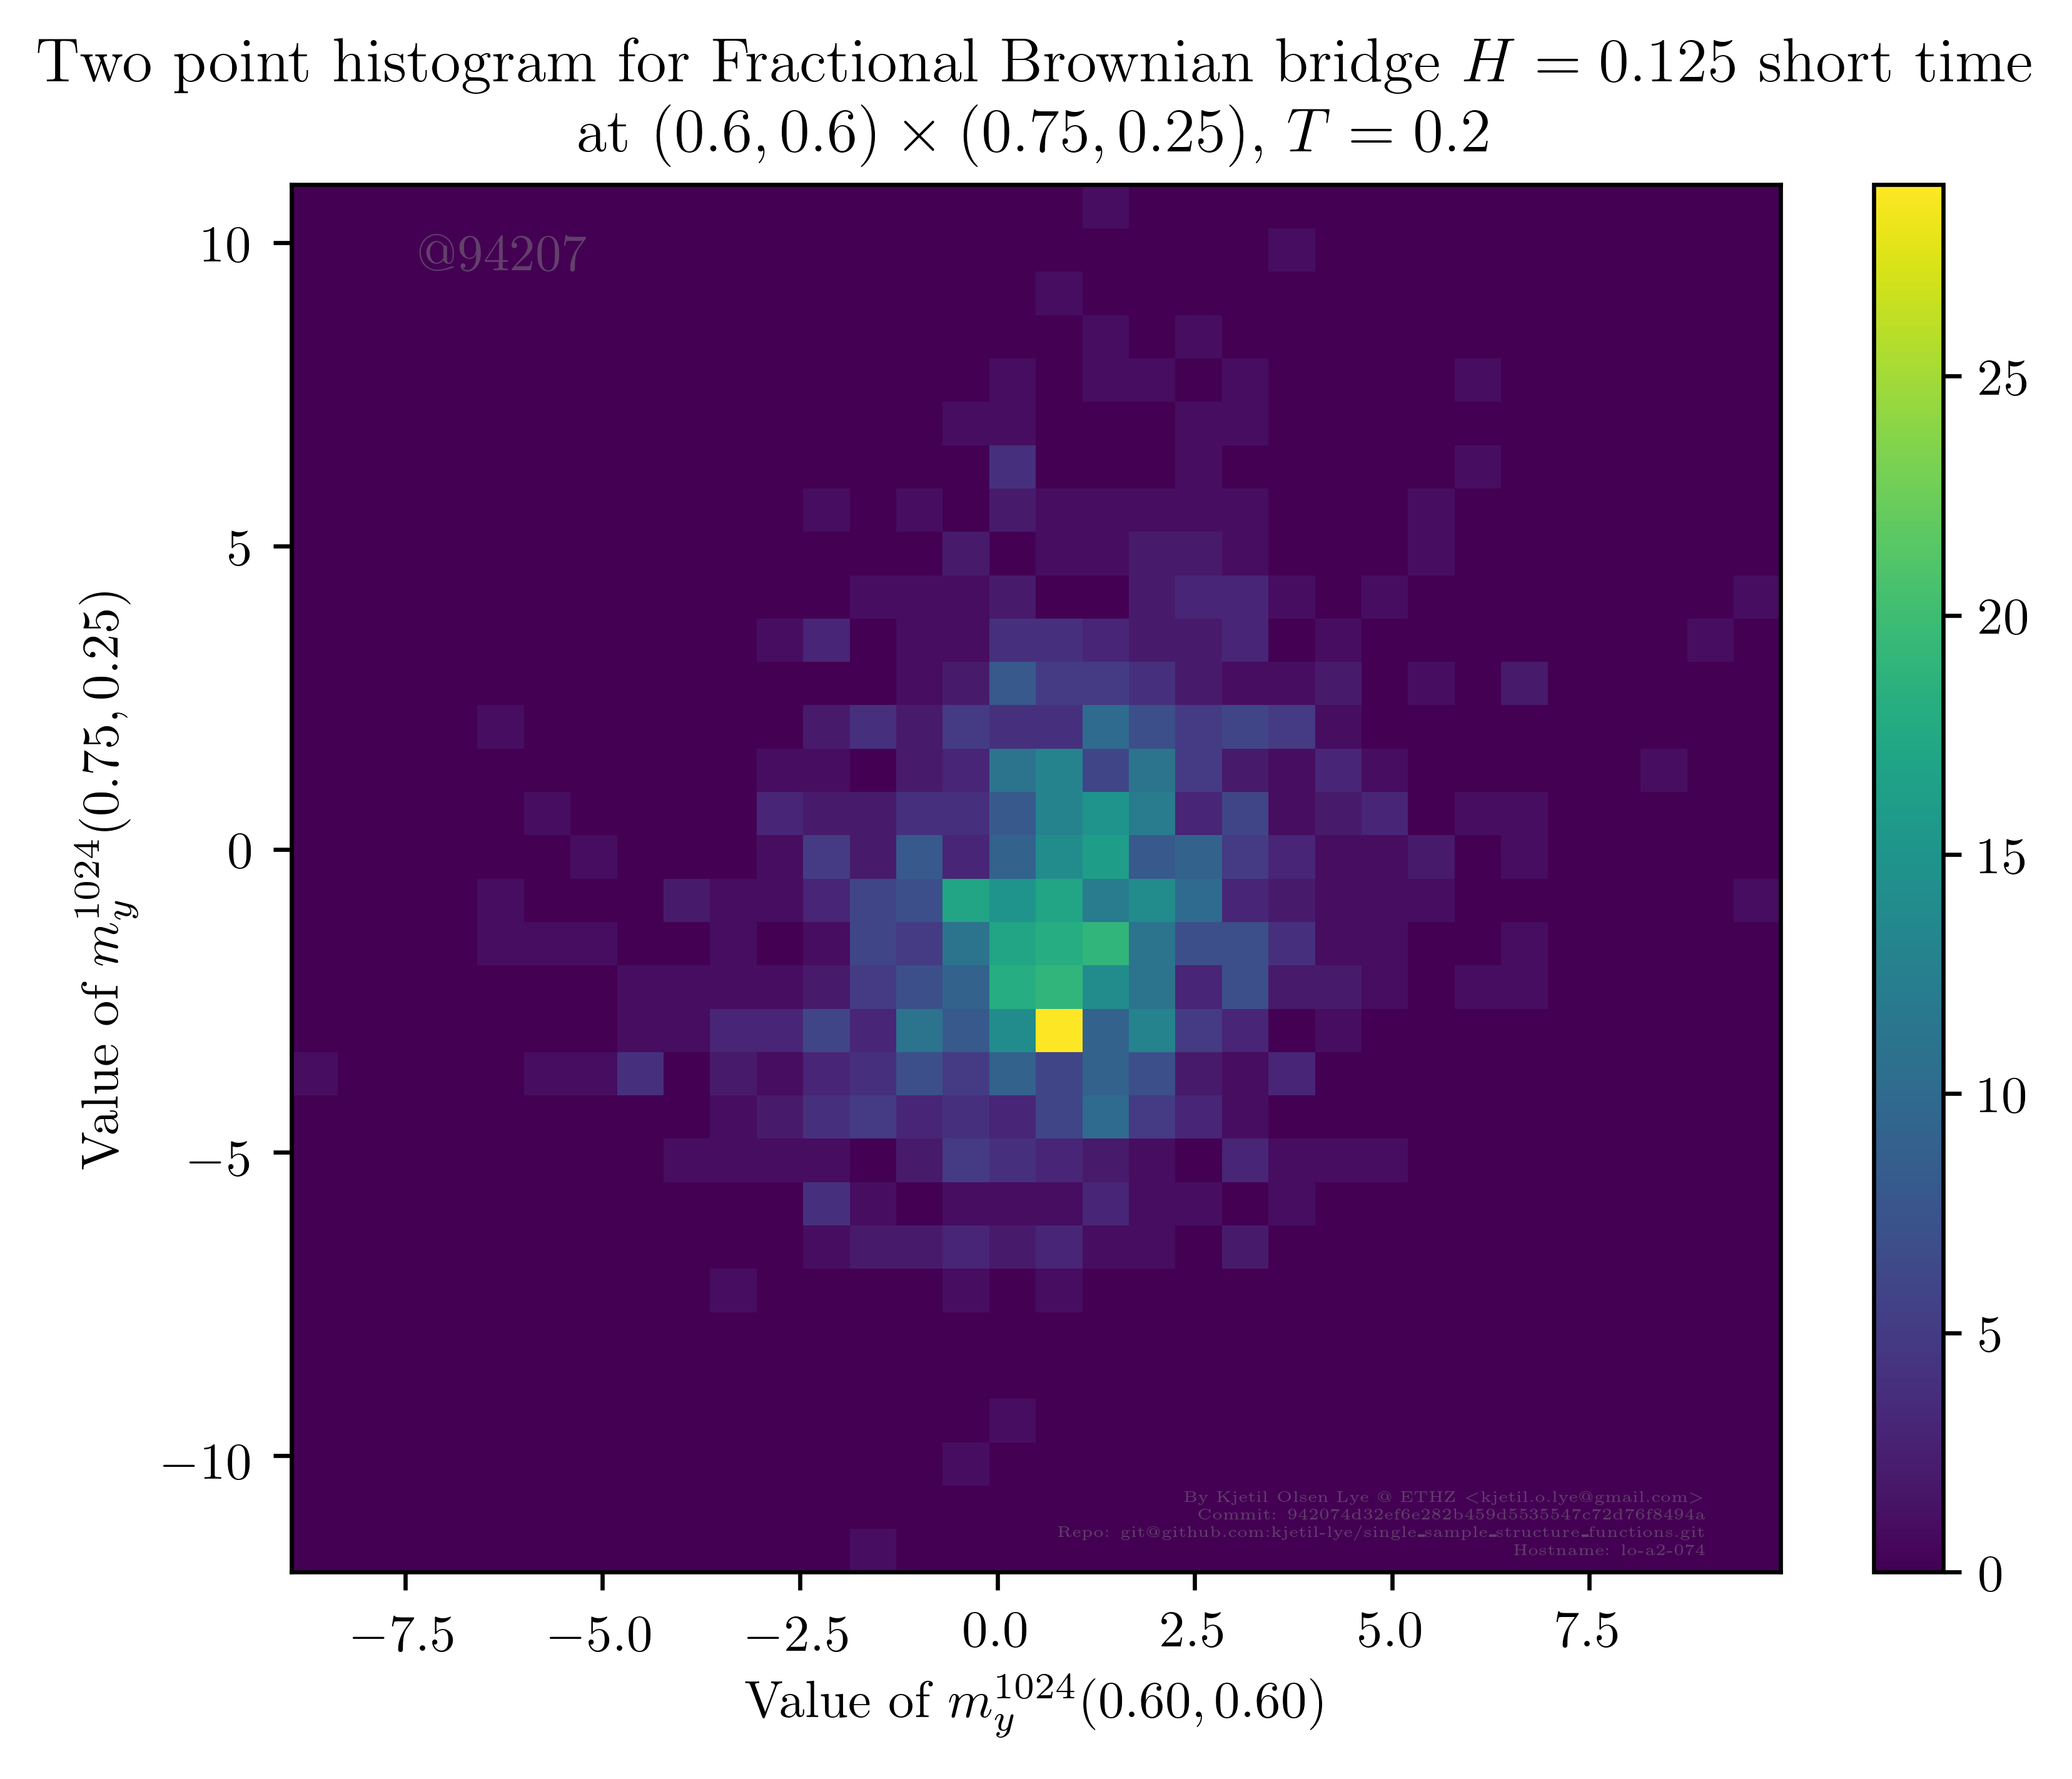 Two point histogram for Fractional Brownian bridge H = 0.125 short time
at (0.6, 0.6) × (0.75, 0.25), T = 0.2
@94207
10
5
0
−5
−10
Value of m_y^1024(0.75, 0.25)
−7.5 −5.0 −2.5 0.0 2.5 5.0 7.5
Value of m_y^1024(0.60, 0.60)
25
20
15
10
5
0
By Kjetil Olsen Lye @ ETHZ <kjetil.o.lye@gmail.com>
Commit: 942074d32ef6e282b459d5535547c72d76f8494a
Repo: git@github.com:kjetil-lye/single_sample_structure_functions.git
Hostname: lo-a2-074